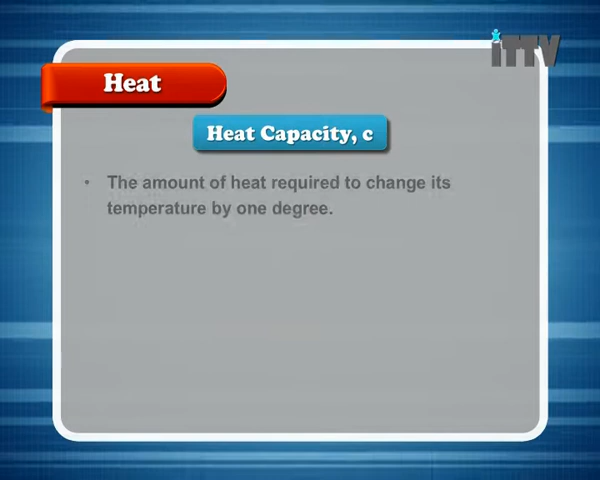 iTTV
Heat
Heat Capacity, c
• The amount of heat required to change its
temperature by one degree.